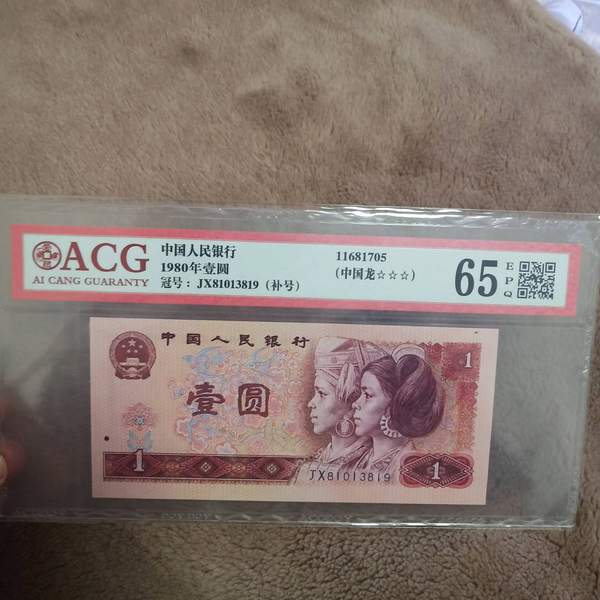 ACG
AI CANG GUARANTY
中国人民银行
1980年壹圆
冠号：JX81013819（补号）
11681705
（中国龙☆☆☆）
65
E
P
Q
中国人民银行
壹圆
1
1
JX81013819
1